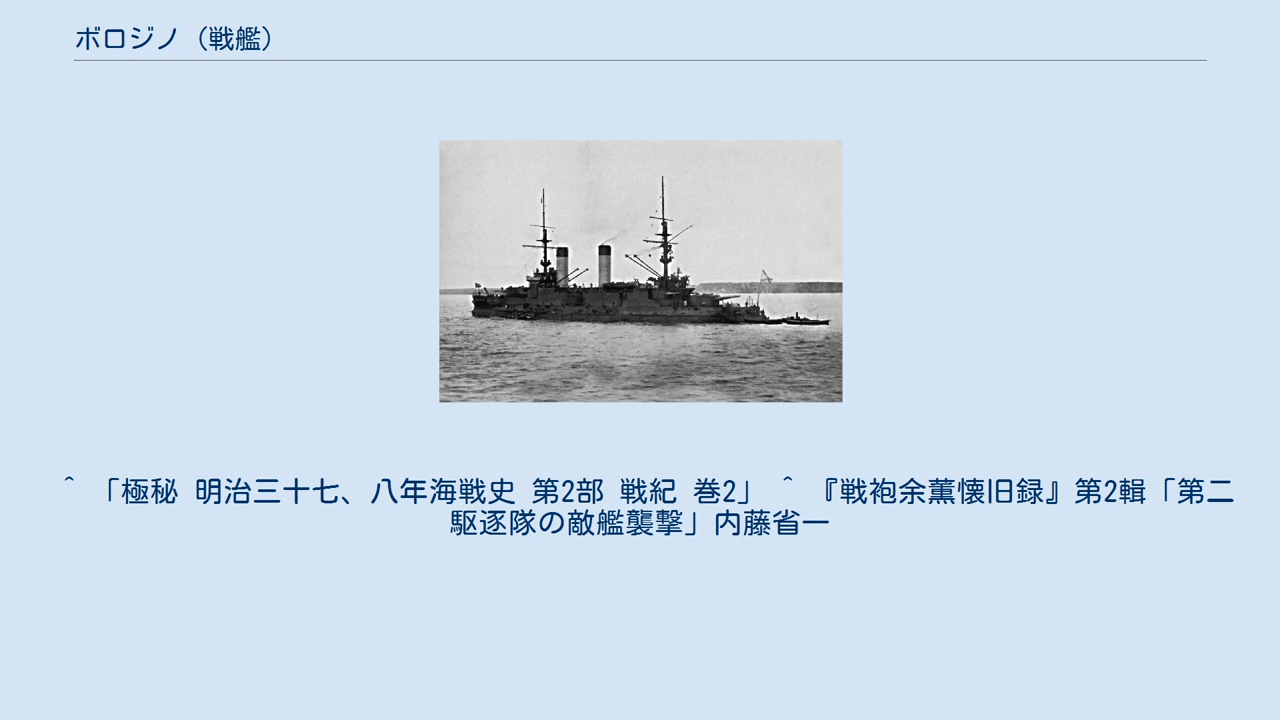 ボロジノ（戦艦）
^ 「極秘 明治三十七、八年海戦史 第2部 戦紀 巻2」 ^ 『戦袍余薫懐旧録』第2輯「第二
駆逐隊の敵艦襲撃」内藤省一